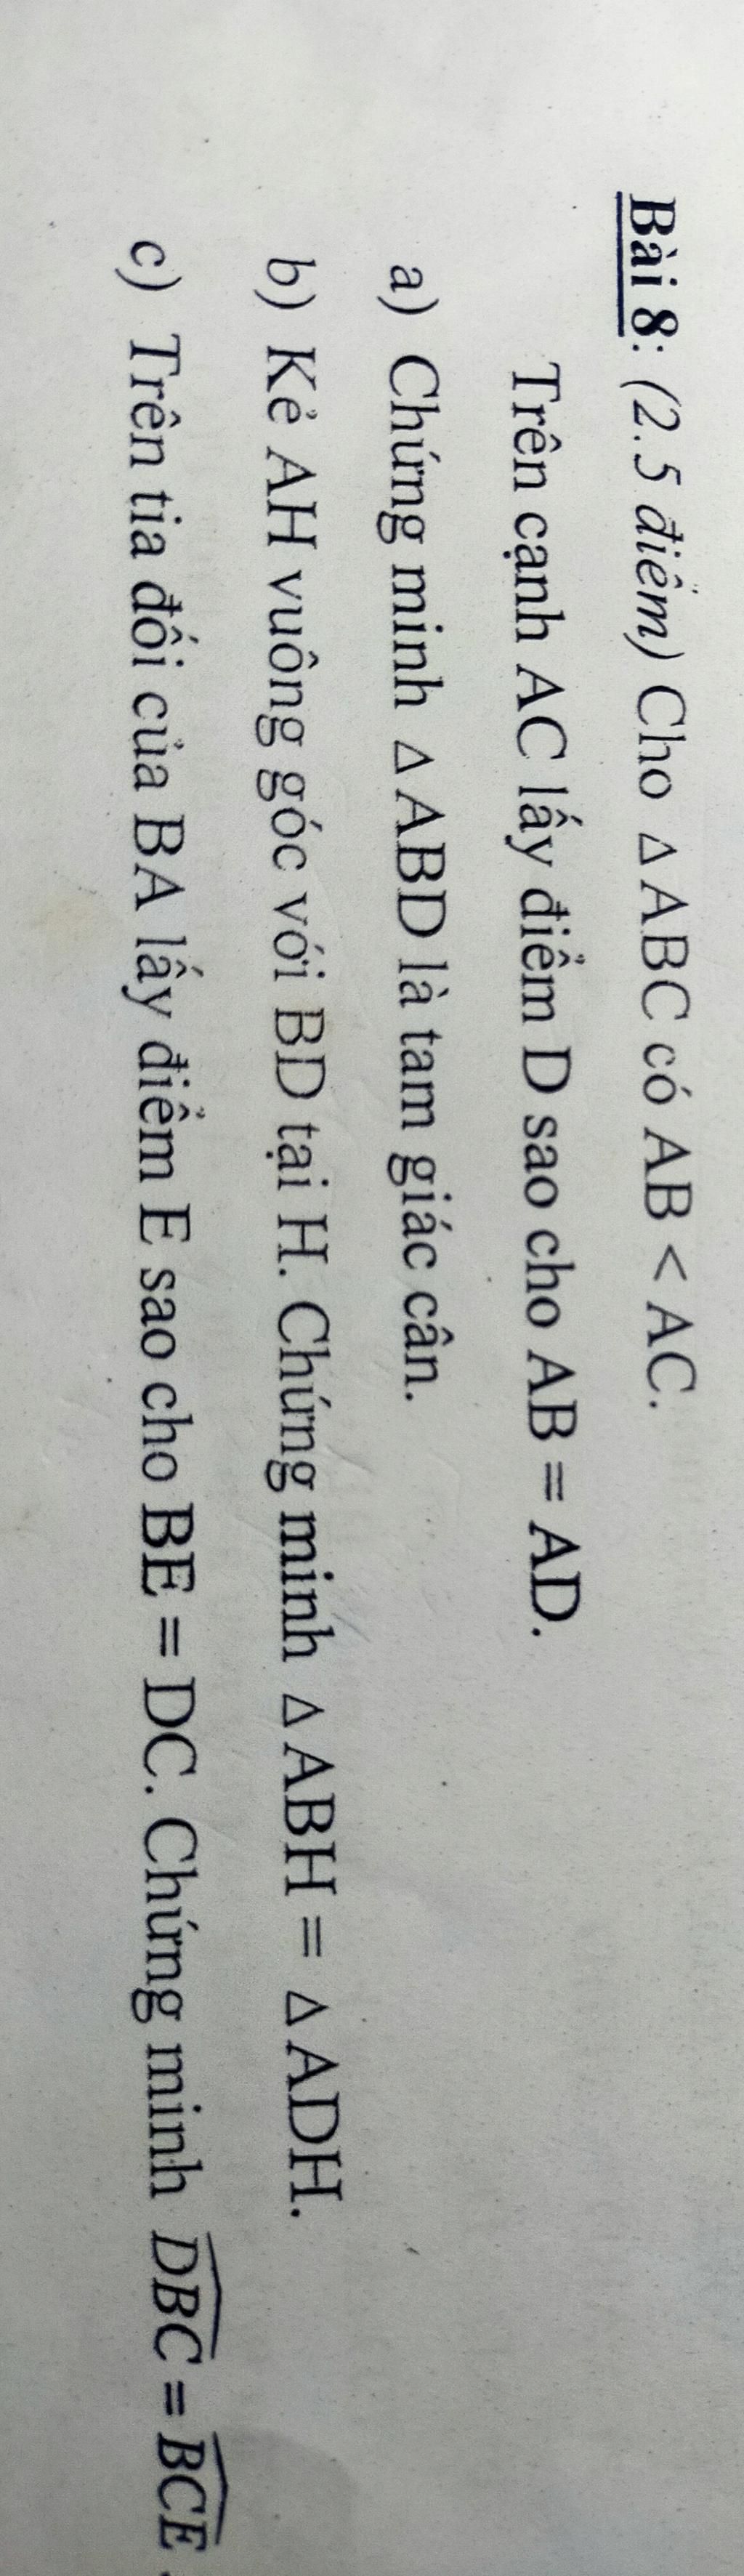 Bài 8: (2.5 điểm) Cho △ ABC có AB < AC.
Trên cạnh AC lấy điểm D sao cho AB = AD.
a) Chứng minh △ ABD là tam giác cân.
b) Kẻ AH vuông góc với BD tại H. Chứng minh △ ABH = △ ADH.
c) Trên tia đối của BA lấy điểm E sao cho BE = DC. Chứng minh \widehat{DBC} = \widehat{BCE}.